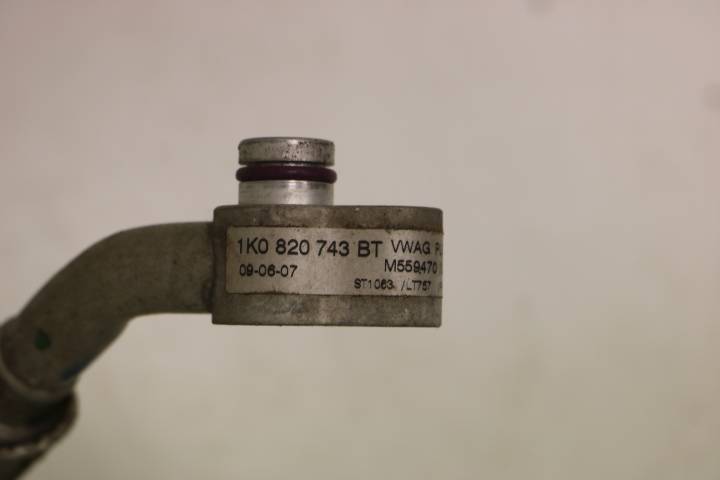 1K0 820 743 BT VWAG
09-06-07 M559470
ST1063 /LT757